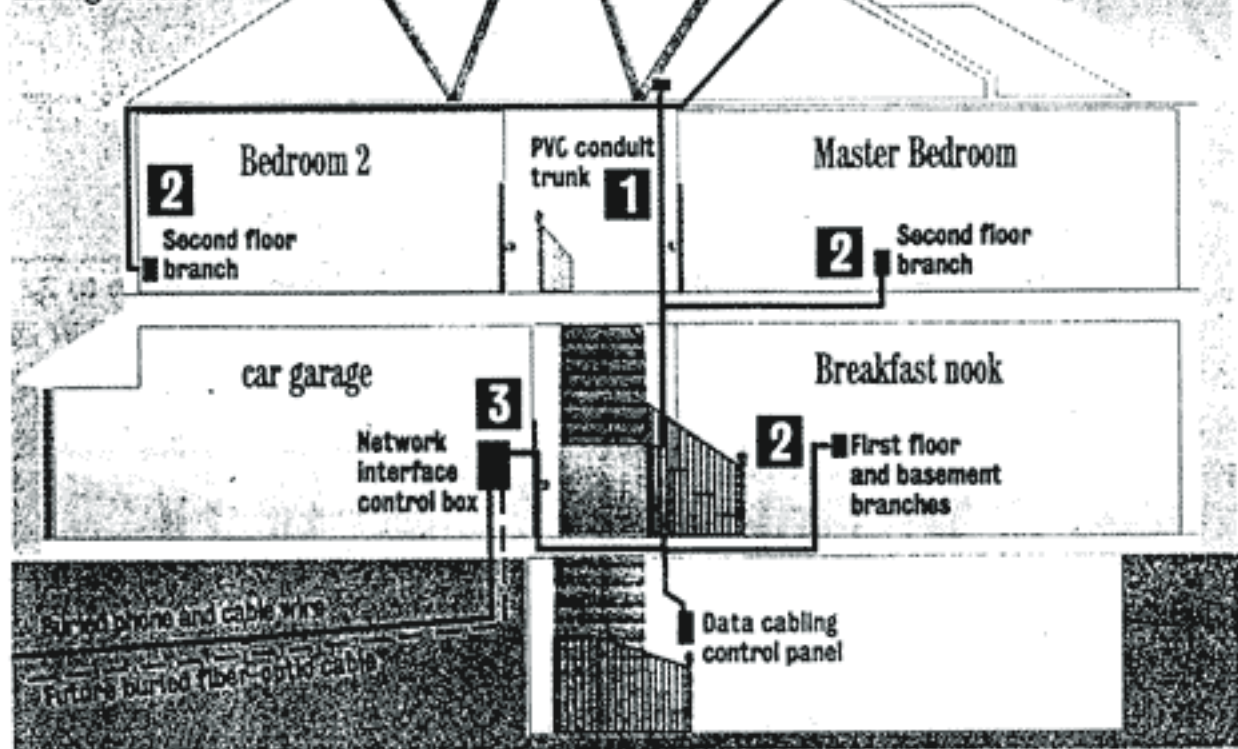 Bedroom 2
PVC conduit
trunk
1
Master Bedroom
2
Second floor
branch
2
Second floor
branch
car garage
3
Network
interface
control box
Breakfast nook
2
First floor
and basement
branches
Buried phone and cable wire
Future buried fiber-optic cable
Data cabling
control panel